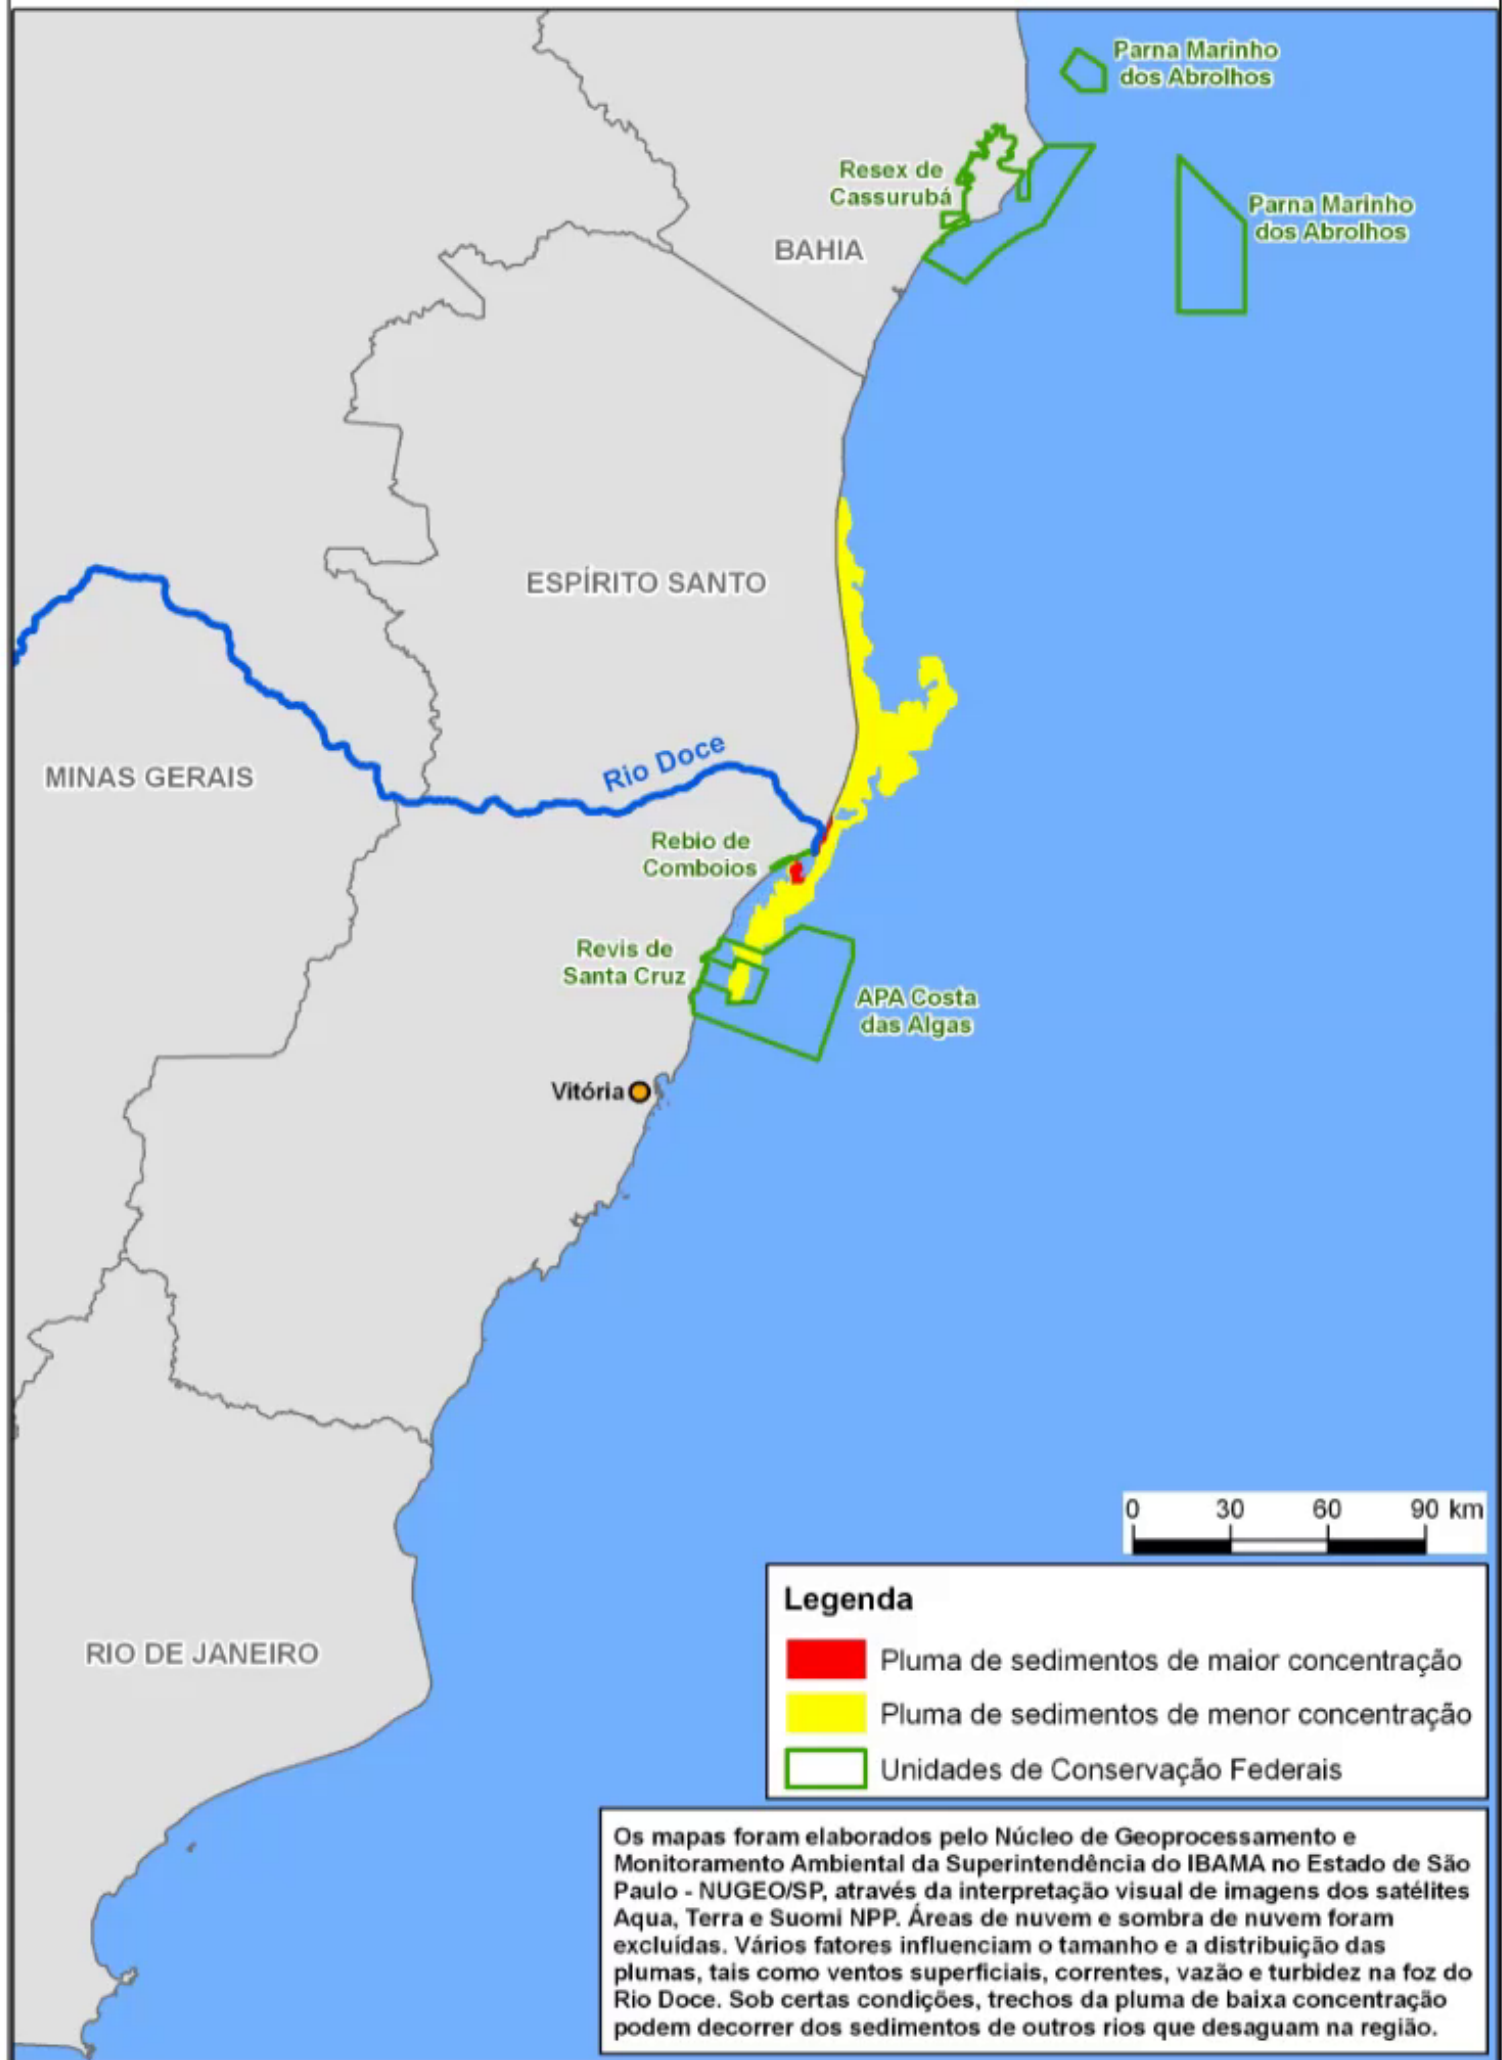 Parna Marinho
dos Abrolhos
Resex de
Cassurubá
Parna Marinho
dos Abrolhos
BAHIA
ESPÍRITO SANTO
MINAS GERAIS
Rio Doce
Rebio de
Comboios
Revis de
Santa Cruz
APA Costa
das Algas
Vitória
RIO DE JANEIRO
0 30 60 90 km
Legenda
Pluma de sedimentos de maior concentração
Pluma de sedimentos de menor concentração
Unidades de Conservação Federais
Os mapas foram elaborados pelo Núcleo de Geoprocessamento e
Monitoramento Ambiental da Superintendência do IBAMA no Estado de São
Paulo - NUGEO/SP, através da interpretação visual de imagens dos satélites
Aqua, Terra e Suomi NPP. Áreas de nuvem e sombra de nuvem foram
excluídas. Vários fatores influenciam o tamanho e a distribuição das
plumas, tais como ventos superficiais, correntes, vazão e turbidez na foz do
Rio Doce. Sob certas condições, trechos da pluma de baixa concentração
podem decorrer dos sedimentos de outros rios que desaguam na região.